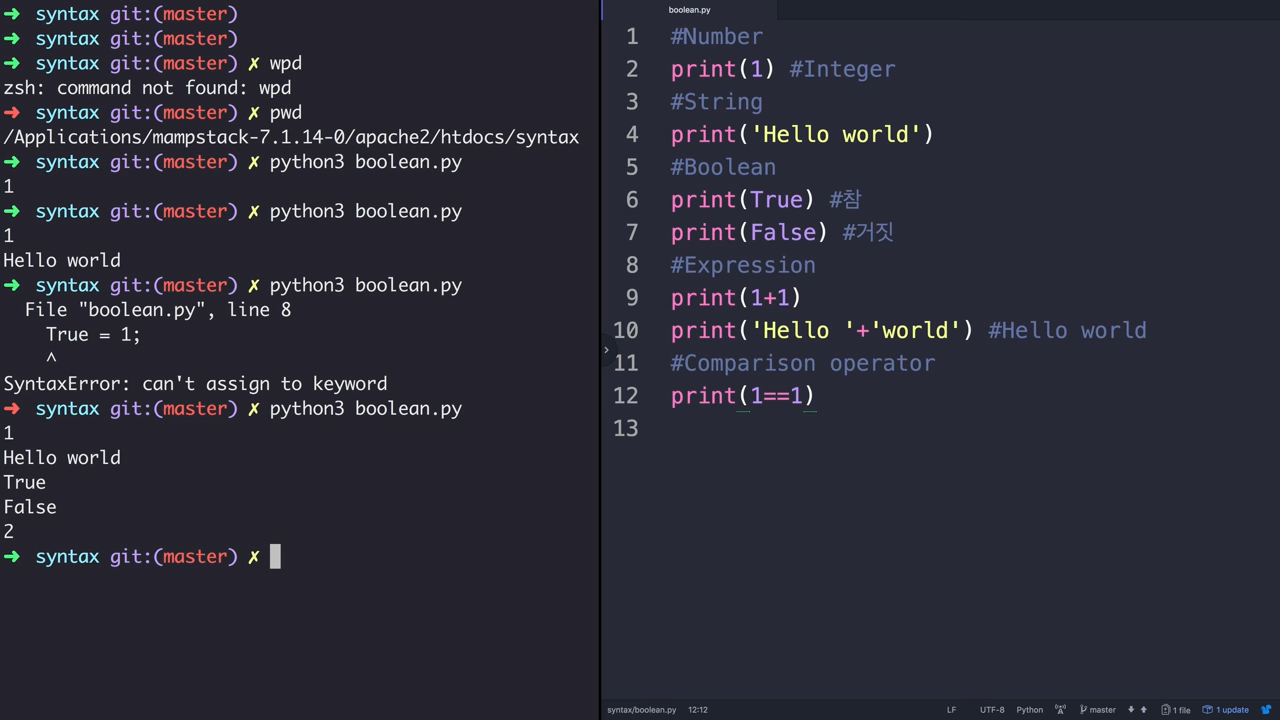 ➜ syntax git:(master)
➜ syntax git:(master)
➜ syntax git:(master) ✗ wpd
zsh: command not found: wpd
➜ syntax git:(master) ✗ pwd
/Applications/mampstack-7.1.14-0/apache2/htdocs/syntax
➜ syntax git:(master) ✗ python3 boolean.py
1
➜ syntax git:(master) ✗ python3 boolean.py
1
Hello world
➜ syntax git:(master) ✗ python3 boolean.py
File "boolean.py", line 8
True = 1;
^
SyntaxError: can't assign to keyword
➜ syntax git:(master) ✗ python3 boolean.py
1
Hello world
True
False
2
➜ syntax git:(master) ✗
boolean.py
1 #Number
2 print(1) #Integer
3 #String
4 print('Hello world')
5 #Boolean
6 print(True) #참
7 print(False) #거짓
8 #Expression
9 print(1+1)
10 print('Hello '+'world') #Hello world
11 #Comparison operator
12 print(1==1)
13
syntax/boolean.py 12:12 LF UTF-8 Python master 1 file 1 update